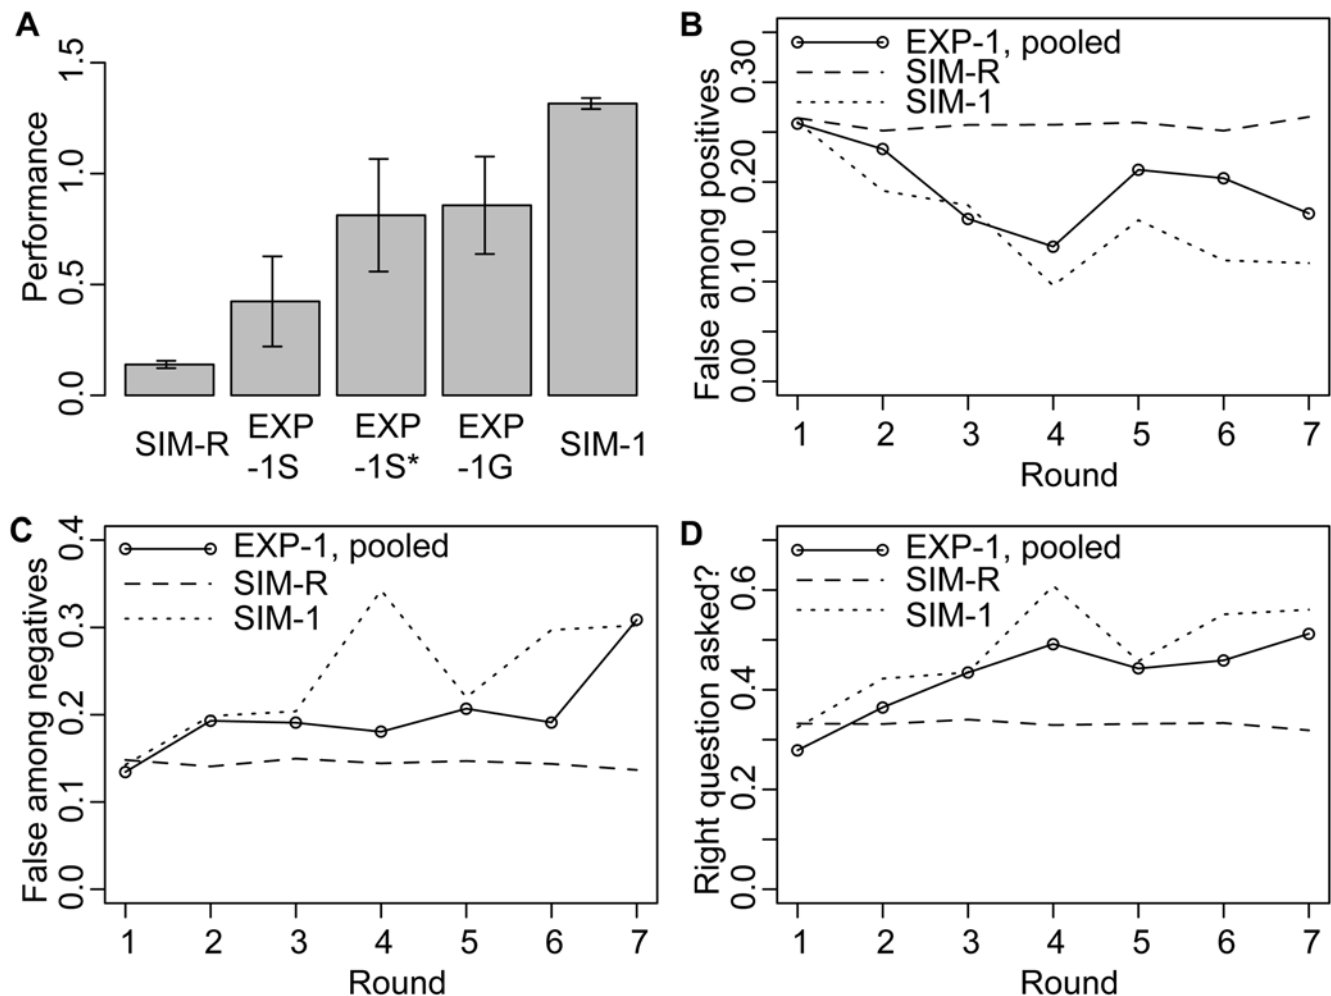 A
Performance
1.5
1.0
0.5
0.0
SIM-R
EXP
-1S
EXP
-1S*
EXP
-1G
SIM-1
B
EXP-1, pooled
SIM-R
SIM-1
False among positives
0.30
0.20
0.10
0.00
1 2 3 4 5 6 7
Round
C
EXP-1, pooled
SIM-R
SIM-1
False among negatives
0.4
0.3
0.2
0.1
0.0
1 2 3 4 5 6 7
Round
D
EXP-1, pooled
SIM-R
SIM-1
Right question asked?
0.6
0.4
0.2
0.0
1 2 3 4 5 6 7
Round